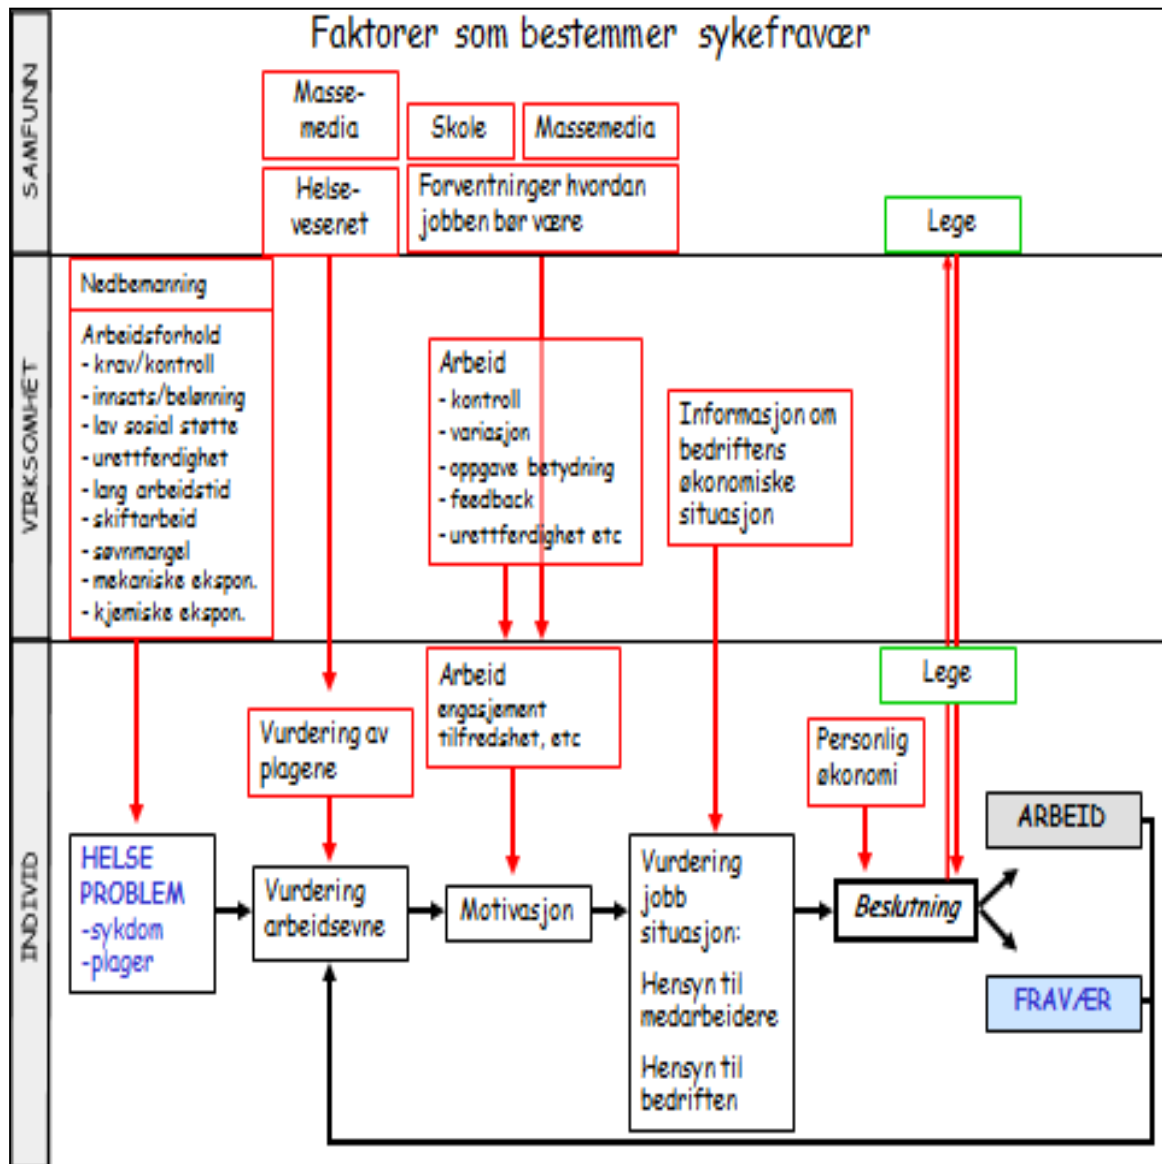 Faktorer som bestemmer sykefravær
SAMFUNN
Masse-
media
Skole
Massemedia
Helse-
vesenet
Forventninger hvordan
jobben bør være
Lege
VIRKSOMHET
Nedbemanning
Arbeidsforhold
- krav/kontroll
- innsats/belønning
- lav sosial støtte
- urettferdighet
- lang arbeidstid
- skiftarbeid
- søvnmangel
- mekaniske ekspon.
- kjemiske ekspon.
Arbeid
- kontroll
- variasjon
- oppgave betydning
- feedback
- urettferdighet etc
Informasjon om
bedriftens
økonomiske
situasjon
INDIVID
Vurdering av
plagene
Arbeid
engasjement
tilfredshet, etc
Lege
Personlig
økonomi
HELSE
PROBLEM
-sykdom
-plager
Vurdering
arbeidsevne
Motivasjon
Vurdering
jobb
situasjon:
Hensyn til
medarbeidere
Hensyn til
bedriften
Beslutning
ARBEID
FRAVÆR